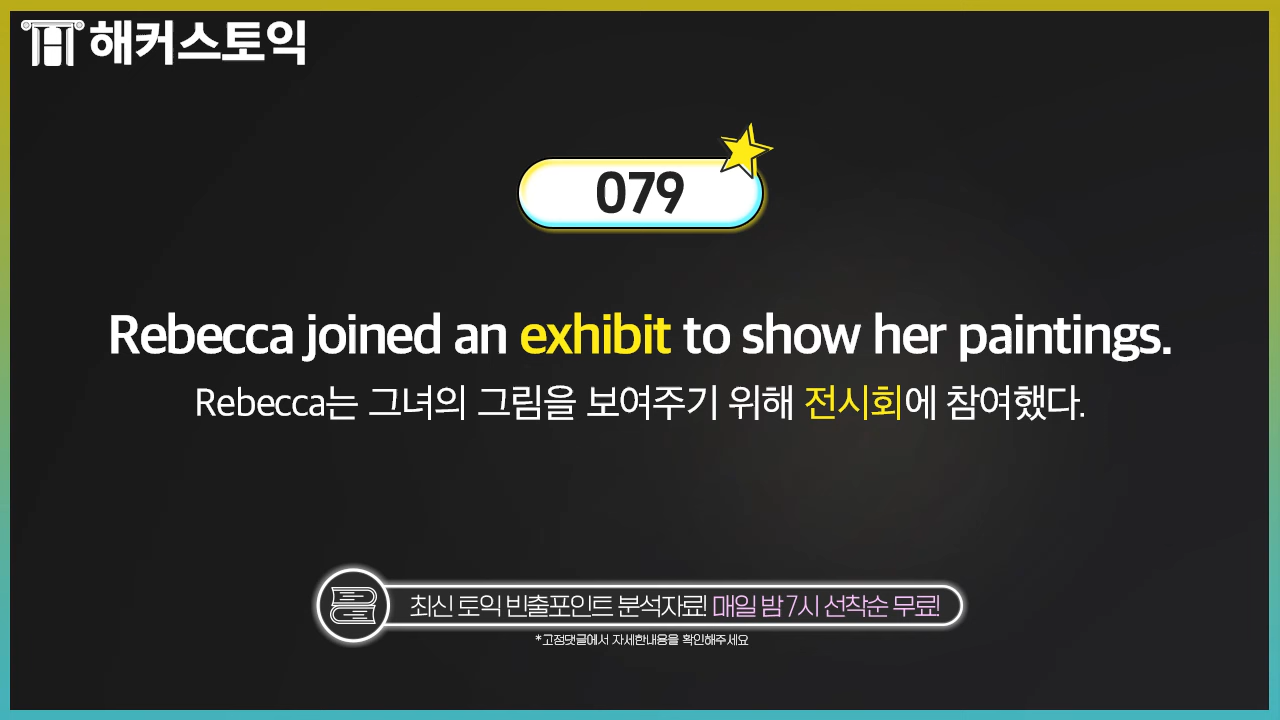 해커스토익
079
Rebecca joined an exhibit to show her paintings.
Rebecca는 그녀의 그림을 보여주기 위해 전시회에 참여했다.
최신 토익 빈출포인트 분석자료! 매일 밤 7시 선착순 무료!
*고정댓글에서 자세한내용을 확인해주세요